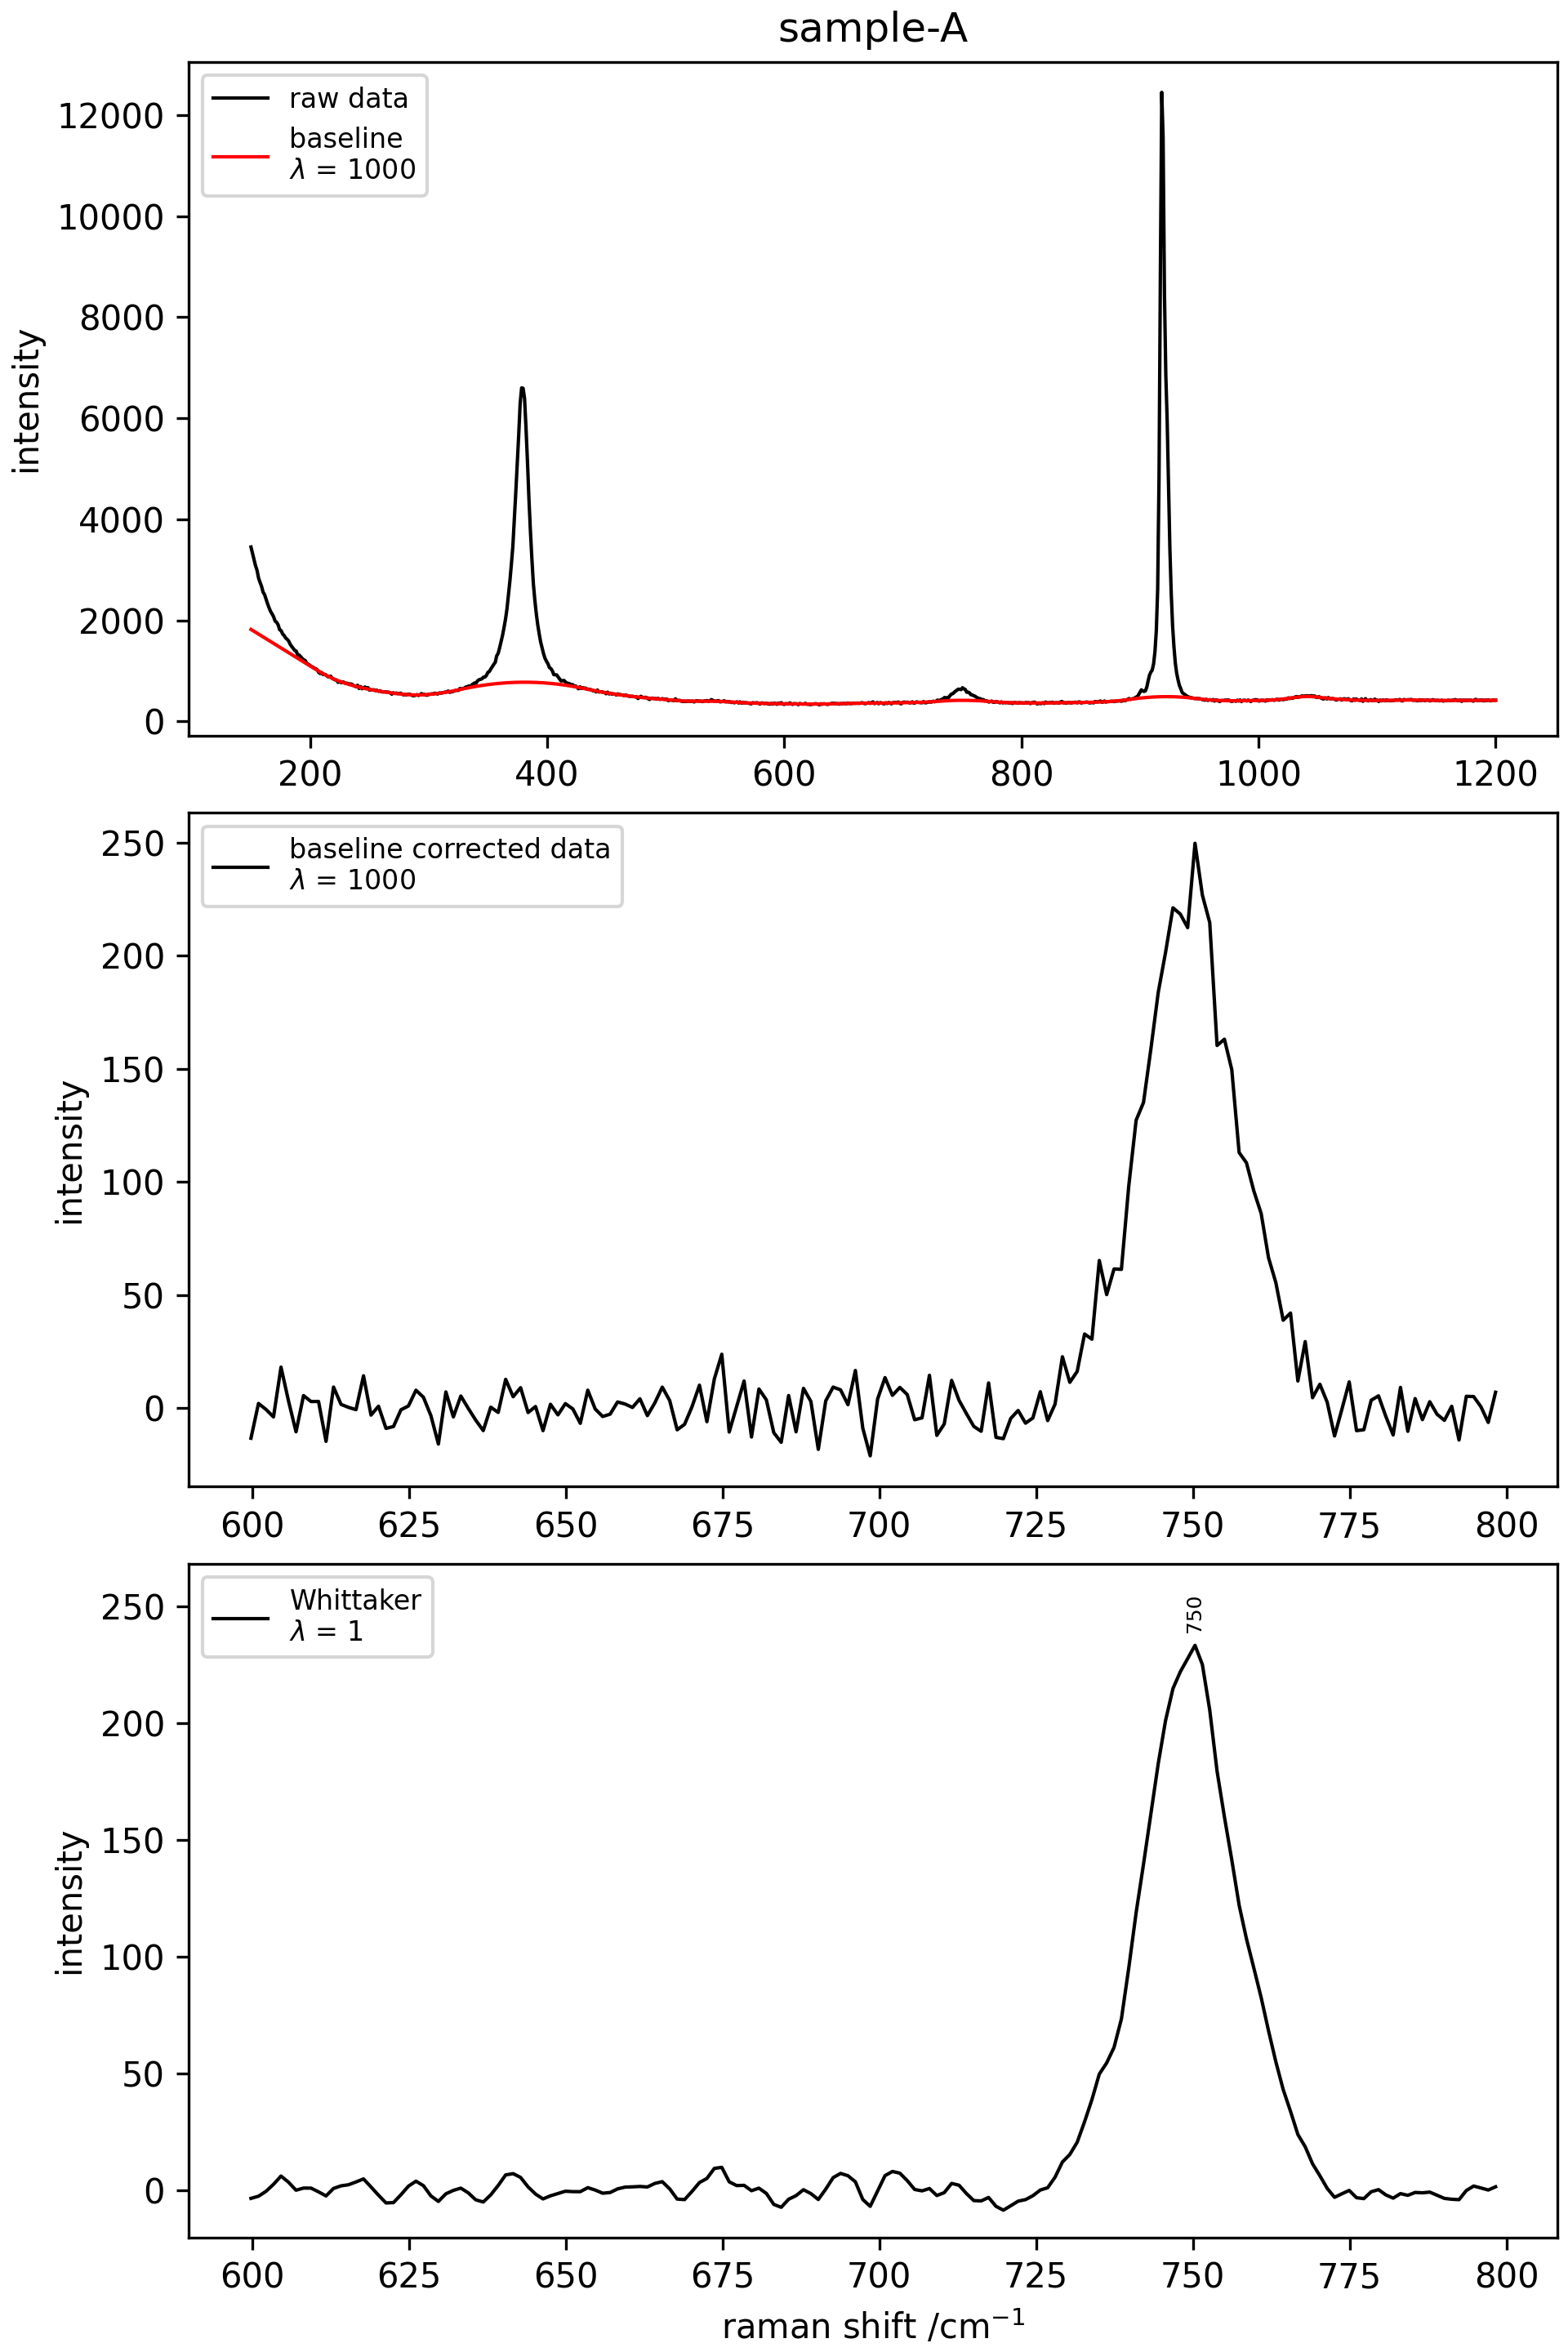 sample-A
raw data
baseline
λ = 1000
12000
10000
8000
6000
4000
2000
0
intensity
200 400 600 800 1000 1200
baseline corrected data
λ = 1000
250
200
150
100
50
0
intensity
600 625 650 675 700 725 750 775 800
Whittaker
λ = 1
750
250
200
150
100
50
0
intensity
600 625 650 675 700 725 750 775 800
raman shift /cm⁻¹